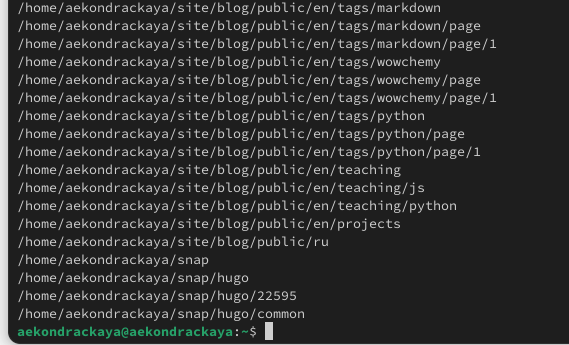 /home/aekondrackaya/site/blog/public/en/tags/markdown
/home/aekondrackaya/site/blog/public/en/tags/markdown/page
/home/aekondrackaya/site/blog/public/en/tags/markdown/page/1
/home/aekondrackaya/site/blog/public/en/tags/wowchemy
/home/aekondrackaya/site/blog/public/en/tags/wowchemy/page
/home/aekondrackaya/site/blog/public/en/tags/wowchemy/page/1
/home/aekondrackaya/site/blog/public/en/tags/python
/home/aekondrackaya/site/blog/public/en/tags/python/page
/home/aekondrackaya/site/blog/public/en/tags/python/page/1
/home/aekondrackaya/site/blog/public/en/teaching
/home/aekondrackaya/site/blog/public/en/teaching/js
/home/aekondrackaya/site/blog/public/en/teaching/python
/home/aekondrackaya/site/blog/public/en/projects
/home/aekondrackaya/site/blog/public/ru
/home/aekondrackaya/snap
/home/aekondrackaya/snap/hugo
/home/aekondrackaya/snap/hugo/22595
/home/aekondrackaya/snap/hugo/common
aekondrackaya@aekondrackaya:~$